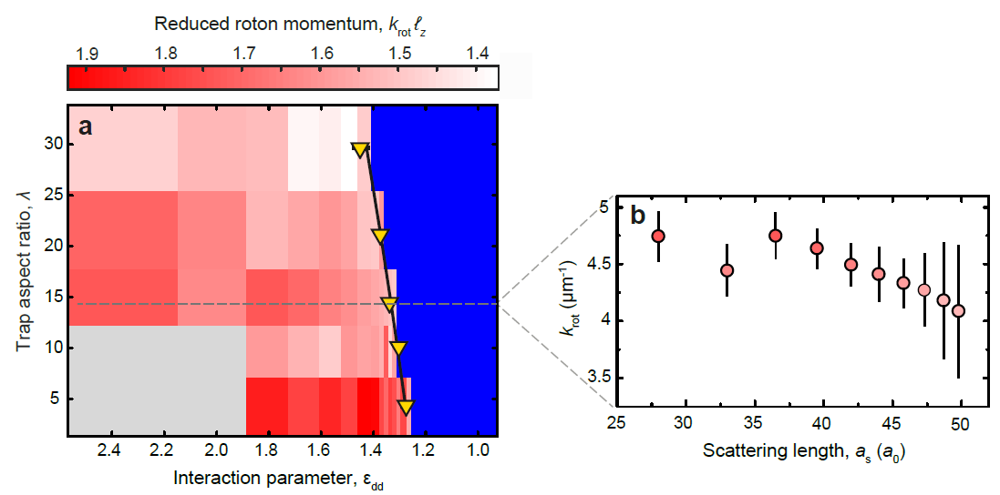 Reduced roton momentum, k_rot ℓ_z
1.9 1.8 1.7 1.6 1.5 1.4
a
30
25
20
15
10
5
Trap aspect ratio, λ
2.4 2.2 2.0 1.8 1.6 1.4 1.2 1.0
Interaction parameter, ε_dd
b
5
4.5
4
3.5
k_rot (μm⁻¹)
25 30 35 40 45 50
Scattering length, a_s (a_0)